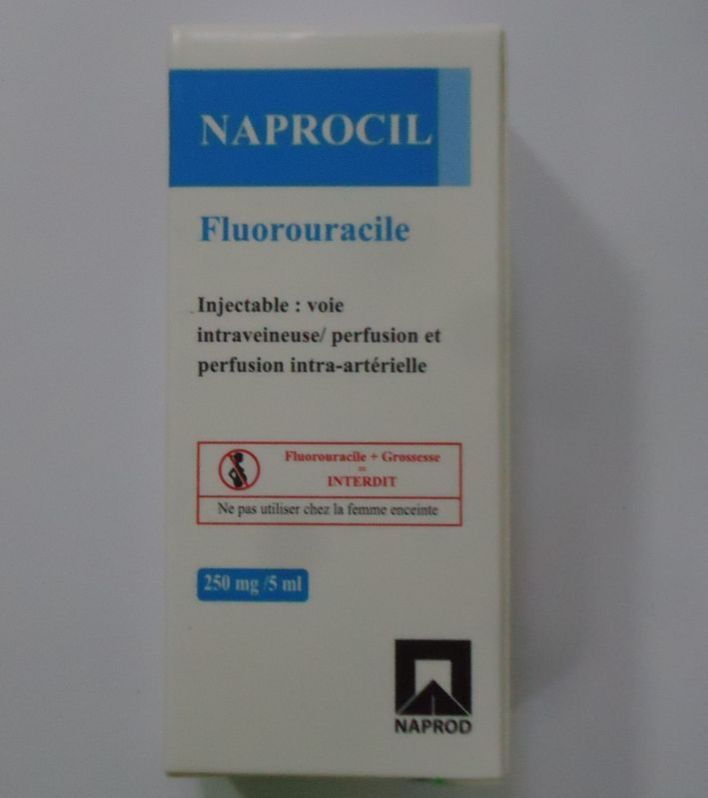 NAPROCIL
Fluorouracile
Injectable : voie
intraveineuse/ perfusion et
perfusion intra-artérielle
Fluorouracile + Grossesse
=
INTERDIT
Ne pas utiliser chez la femme enceinte
250 mg /5 ml
NAPROD